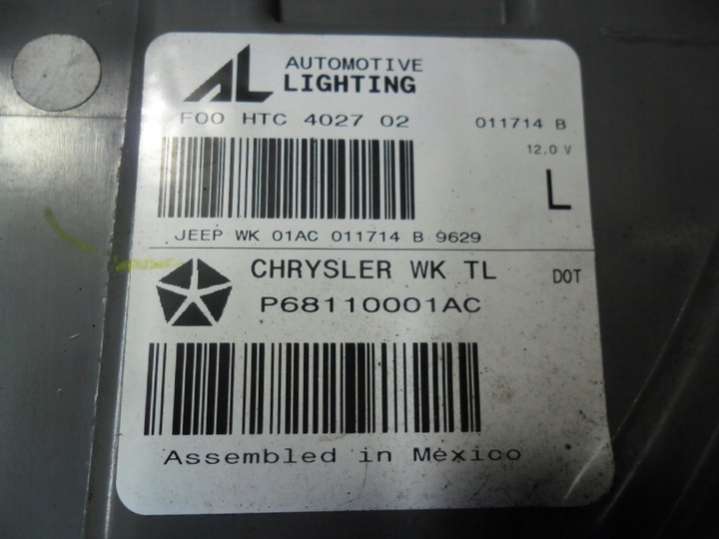 AL AUTOMOTIVE LIGHTING
F00 HTC 4027 02 011714 B
12.0 V
L
JEEP WK 01AC 011714 B 9629
CHRYSLER WK TL DOT
P68110001AC
Assembled in México